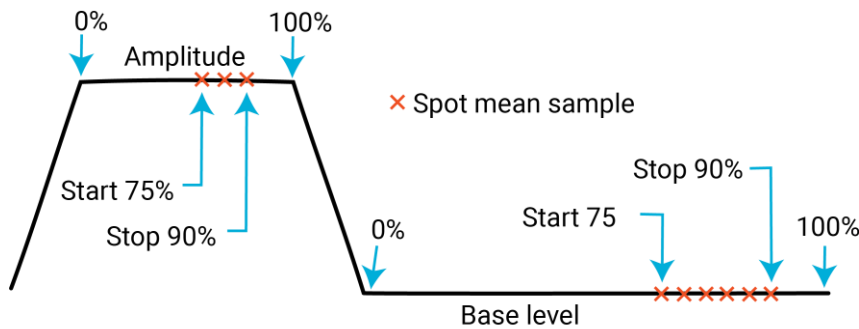 0%
100%
Amplitude
Spot mean sample
Start 75%
Stop 90%
Stop 90%
Start 75
0%
100%
Base level